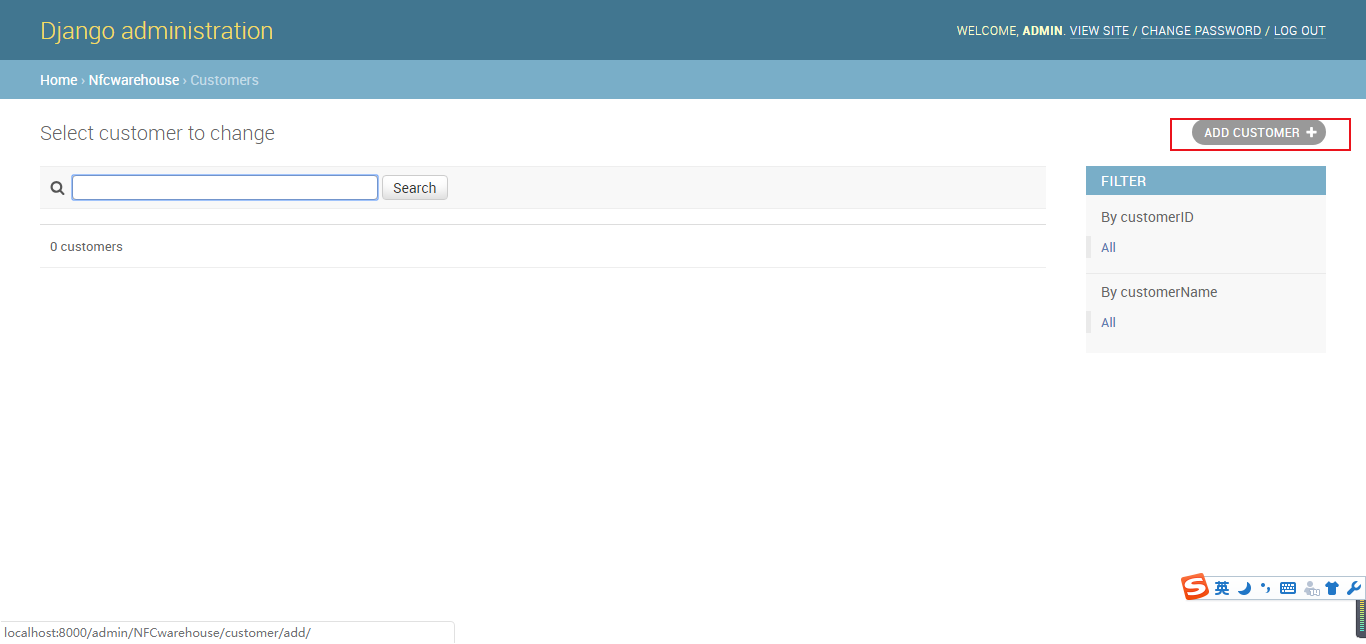 Django administration
WELCOME, ADMIN. VIEW SITE / CHANGE PASSWORD / LOG OUT
Home › Nfcwarehouse › Customers
Select customer to change
ADD CUSTOMER +
Search
FILTER
By customerID
All
0 customers
By customerName
All
S 英
localhost:8000/admin/NFCwarehouse/customer/add/